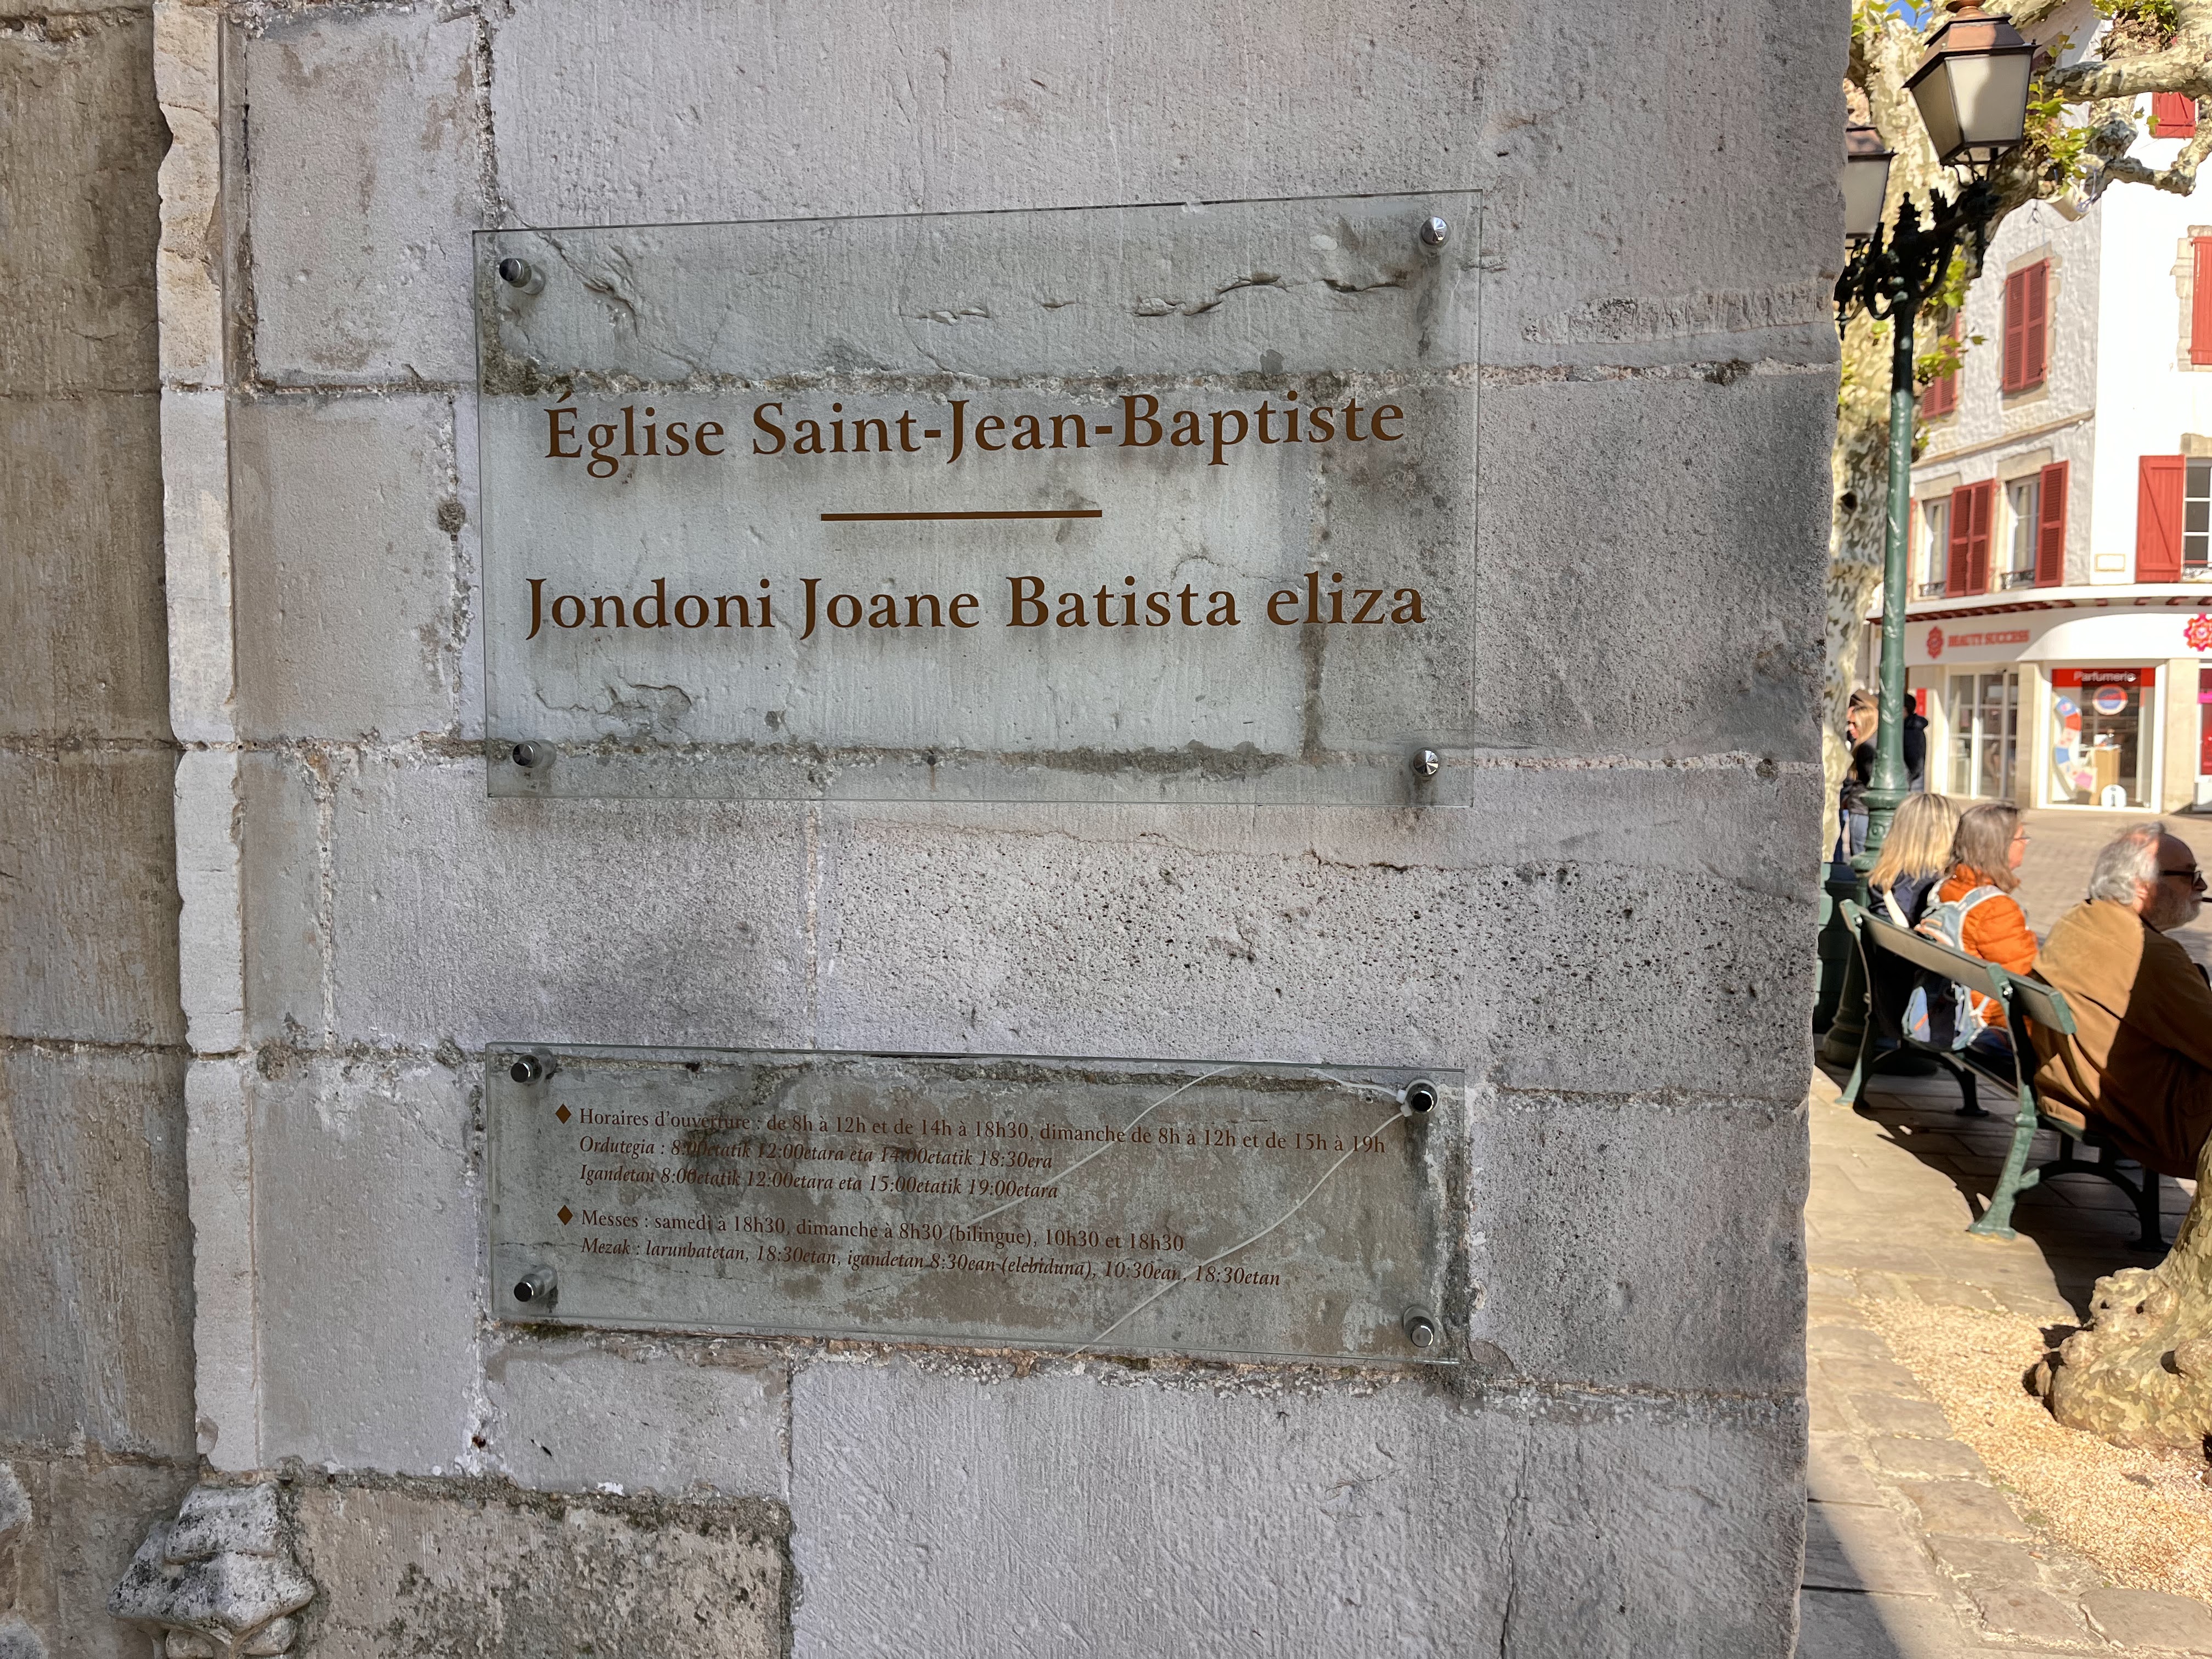 Église Saint-Jean-Baptiste
Jondoni Joane Batista eliza
Horaires d'ouverture : de 8h à 12h et de 14h à 18h30, dimanche de 8h à 12h et de 15h à 19h
Ordutegia : 8:00etatik 12:00etara eta 14:00etatik 18:30era
Igandetan 8:00etatik 12:00etara eta 15:00etatik 19:00etara
Messes : samedi à 18h30, dimanche à 8h30 (bilingue), 10h30 et 18h30
Mezak : larunbatetan, 18:30etan, igandetan 8:30ean (elebiduna), 10:30ean, 18:30etan
BEAUTY SUCCESS
Parfumerie